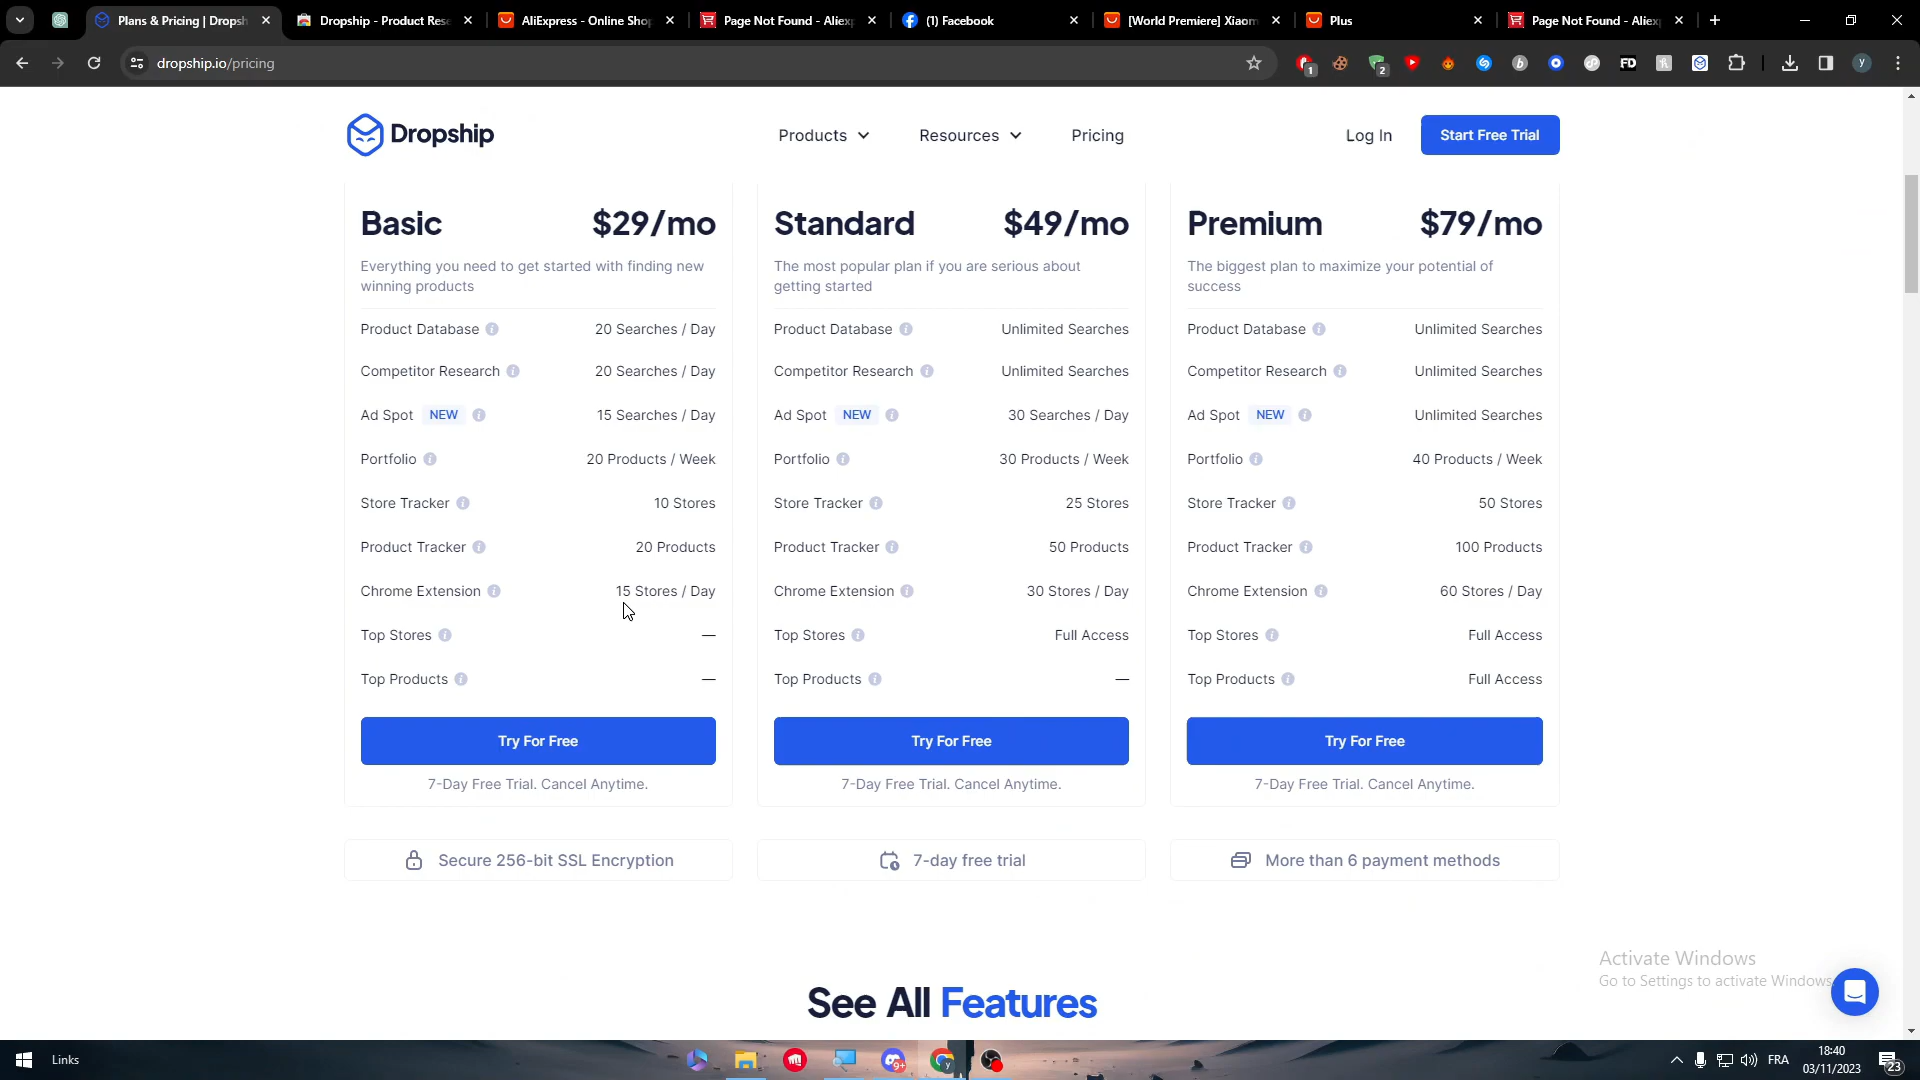 Plans & Pricing | Dropsh
Dropship - Product Rese
AliExpress - Online Shop
Page Not Found - Aliexp
(1) Facebook
[World Premiere] Xiaom
Plus
Page Not Found - Aliexp
dropship.io/pricing
1
2
FD
y
Dropship
Products
Resources
Pricing
Log In
Start Free Trial
Basic $29/mo
Everything you need to get started with finding new
winning products
Product Database 20 Searches / Day
Competitor Research 20 Searches / Day
Ad Spot NEW 15 Searches / Day
Portfolio 20 Products / Week
Store Tracker 10 Stores
Product Tracker 20 Products
Chrome Extension 15 Stores / Day
Top Stores —
Top Products —
Try For Free
7-Day Free Trial. Cancel Anytime.
Standard $49/mo
The most popular plan if you are serious about
getting started
Product Database Unlimited Searches
Competitor Research Unlimited Searches
Ad Spot NEW 30 Searches / Day
Portfolio 30 Products / Week
Store Tracker 25 Stores
Product Tracker 50 Products
Chrome Extension 30 Stores / Day
Top Stores Full Access
Top Products —
Try For Free
7-Day Free Trial. Cancel Anytime.
Premium $79/mo
The biggest plan to maximize your potential of
success
Product Database Unlimited Searches
Competitor Research Unlimited Searches
Ad Spot NEW Unlimited Searches
Portfolio 40 Products / Week
Store Tracker 50 Stores
Product Tracker 100 Products
Chrome Extension 60 Stores / Day
Top Stores Full Access
Top Products Full Access
Try For Free
7-Day Free Trial. Cancel Anytime.
Secure 256-bit SSL Encryption
7-day free trial
More than 6 payment methods
See All Features
Activate Windows
Go to Settings to activate Windows
Links
9+
FRA
18:40
03/11/2023
23